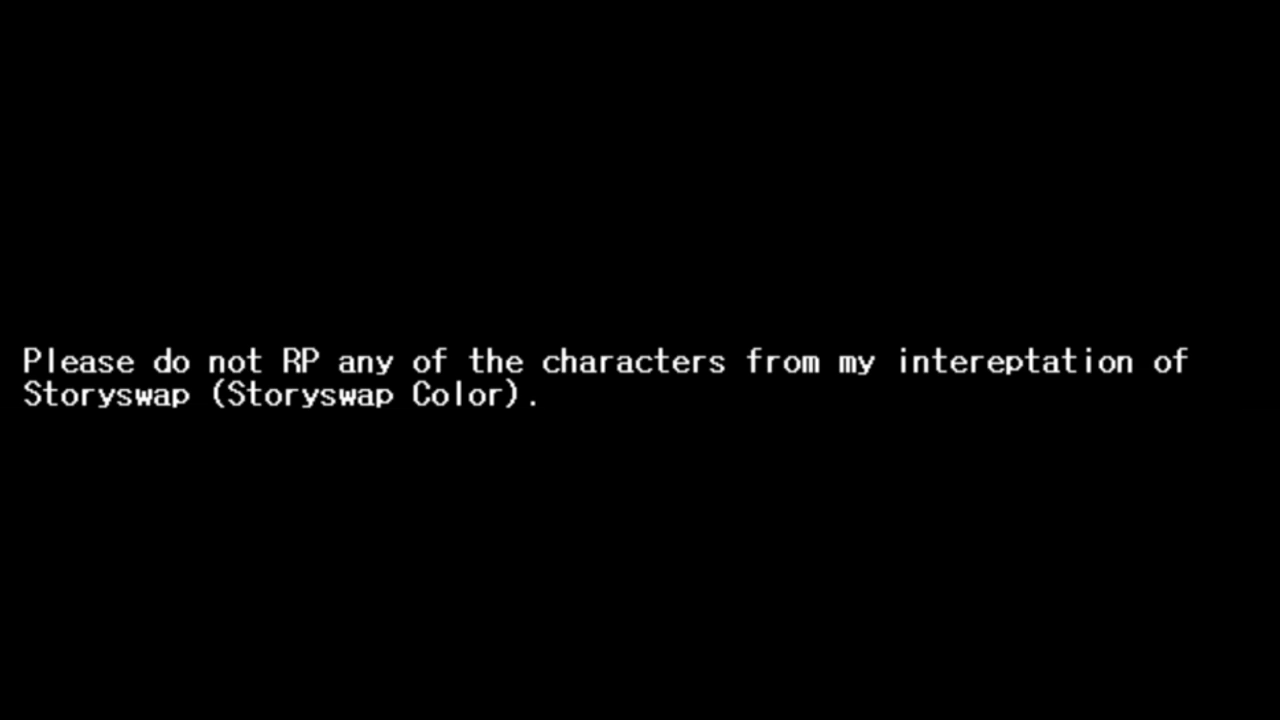 Please do not RP any of the characters from my intereptation of
Storyswap (Storyswap Color).